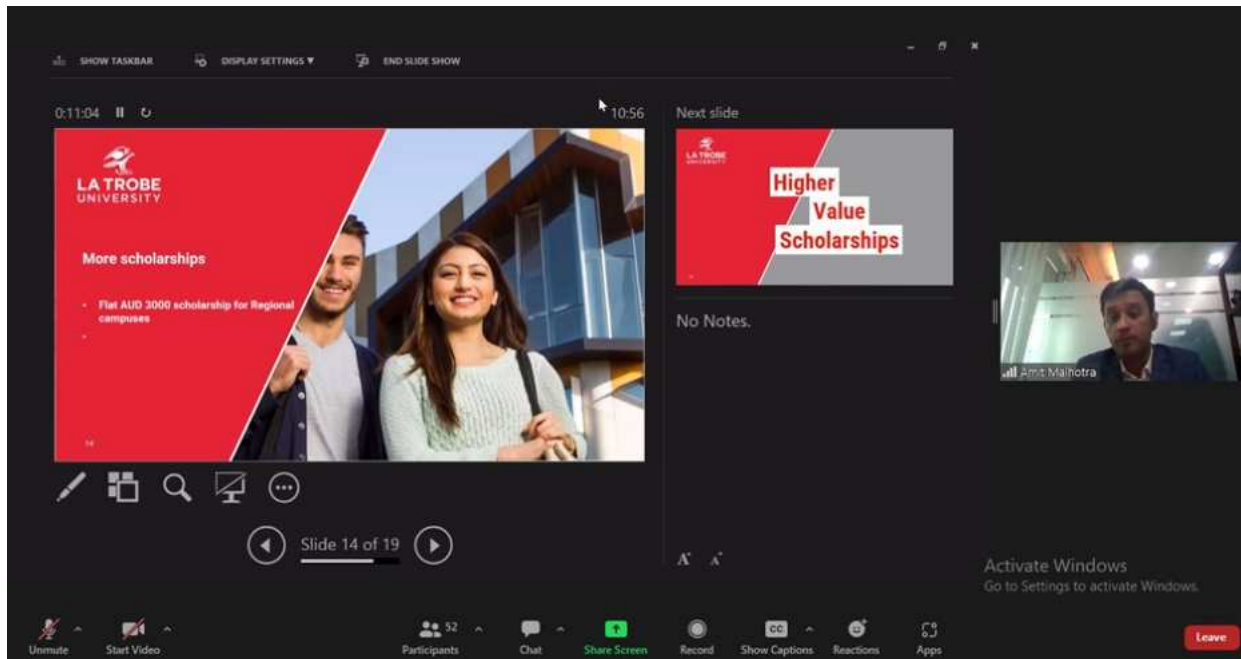 SHOW TASKBAR
DISPLAY SETTINGS ▼
END SLIDE SHOW
0:11:04
10:56
Next slide
LA TROBE
UNIVERSITY
More scholarships
• Flat AUD 3000 scholarship for Regional
campuses
•
14
LA TROBE
UNIVERSITY
Higher
Value
Scholarships
No Notes.
Amit Malhotra
Slide 14 of 19
A A
Activate Windows
Go to Settings to activate Windows.
Unmute
Start Video
52
Participants
Chat
Share Screen
Record
CC
Show Captions
Reactions
Apps
Leave